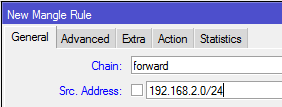 New Mangle Rule
General Advanced Extra Action Statistics
Chain: forward
Src. Address: 192.168.2.0/24